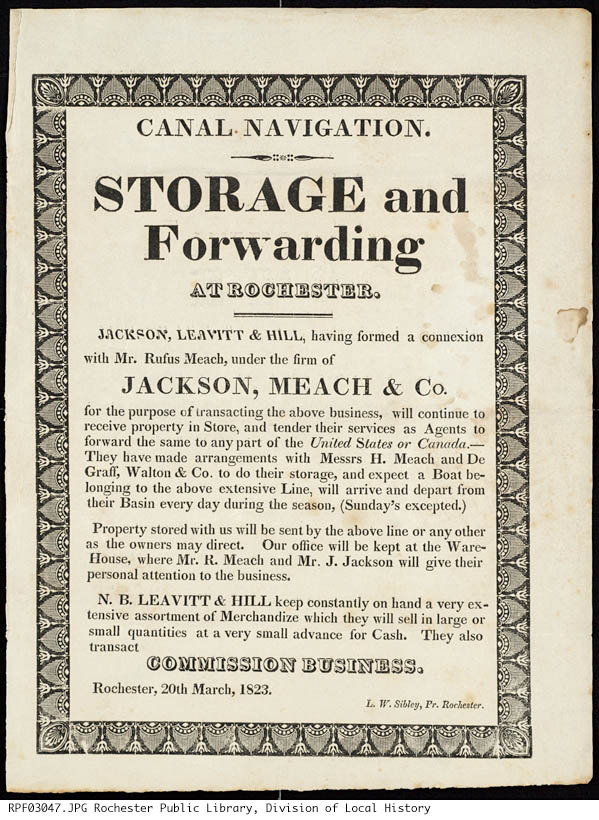 CANAL NAVIGATION.
STORAGE and
Forwarding
AT ROCHESTER.
JACKSON, LEAVITT & HILL, having formed a connexion
with Mr. Rufus Meach, under the firm of
JACKSON, MEACH & Co.
for the purpose of transacting the above business, will continue to
receive property in Store, and tender their services as Agents to
forward the same to any part of the United States or Canada.—
They have made arrangements with Messrs H. Meach and De
Graff, Walton & Co. to do their storage, and expect a Boat be-
longing to the above extensive Line, will arrive and depart from
their Basin every day during the season, (Sunday's excepted.)
Property stored with us will be sent by the above line or any other
as the owners may direct. Our office will be kept at the Ware-
House, where Mr. R. Meach and Mr. J. Jackson will give their
personal attention to the business.
N. B. LEAVITT & HILL keep constantly on hand a very ex-
tensive assortment of Merchandize which they will sell in large or
small quantities at a very small advance for Cash. They also
transact
COMMISSION BUSINESS.
Rochester, 20th March, 1823.
L. W. Sibley, Pr. Rochester.
RPF03047.JPG Rochester Public Library, Division of Local History